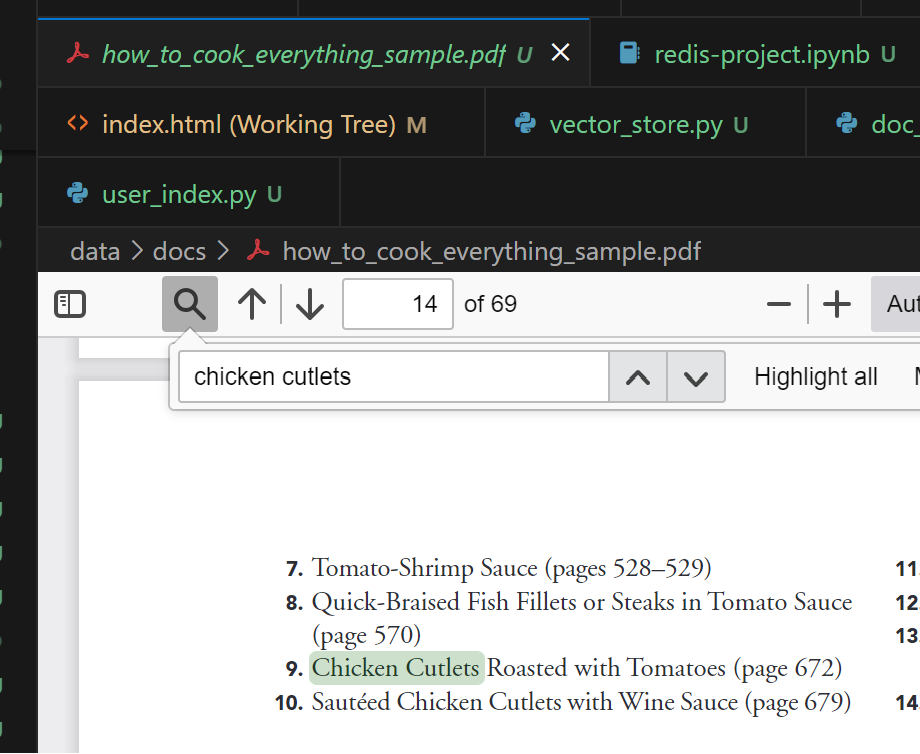 how_to_cook_everything_sample.pdf U
redis-project.ipynb U
index.html (Working Tree) M
vector_store.py U
doc_
user_index.py U
data > docs > how_to_cook_everything_sample.pdf
14 of 69
Aut
chicken cutlets
Highlight all
7. Tomato-Shrimp Sauce (pages 528–529)
8. Quick-Braised Fish Fillets or Steaks in Tomato Sauce
(page 570)
9. Chicken Cutlets Roasted with Tomatoes (page 672)
10. Sautéed Chicken Cutlets with Wine Sauce (page 679)
11.
12.
13.
14.